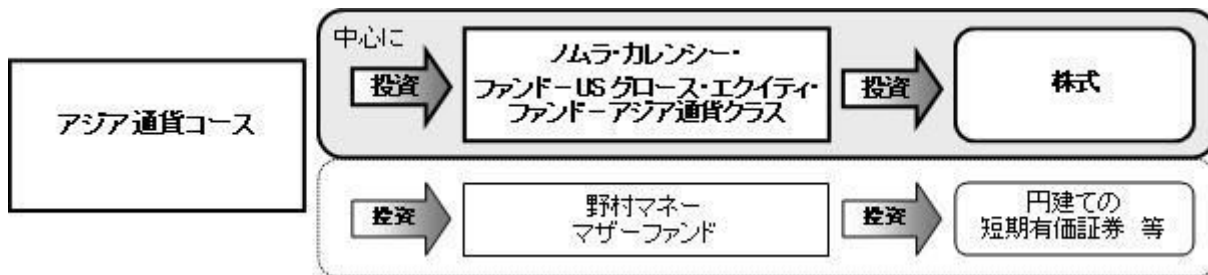 アジア通貨コース
中心に
投資
ノムラ・カレンシー・
ファンド－US グロース・エクイティ・
ファンド－アジア通貨クラス
投資
株式
投資
野村マネー
マザーファンド
投資
円建ての
短期有価証券 等